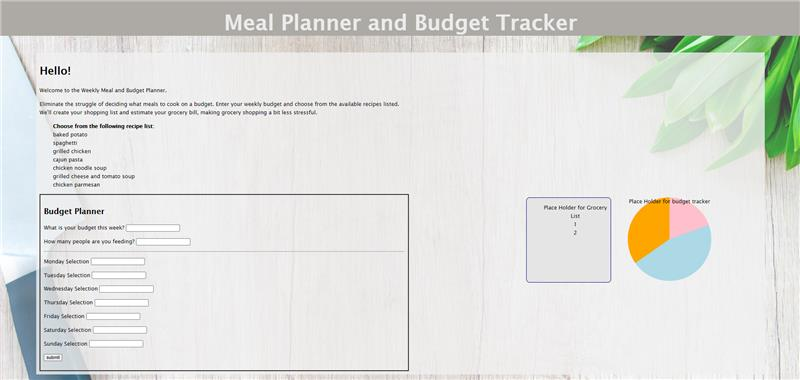 Meal Planner and Budget Tracker
Hello!
Welcome to the Weekly Meal and Budget Planner.
Eliminate the struggle of deciding what meals to cook on a budget. Enter your weekly budget and choose from the available recipes listed.
We'll create your shopping list and estimate your grocery bill, making grocery shopping a bit less stressful.
Choose from the following recipe list:
baked potato
spaghetti
grilled chicken
cajun pasta
chicken noodle soup
grilled cheese and tomato soup
chicken parmesan
Budget Planner
What is your budget this week?
How many people are you feeding?
Monday Selection
Tuesday Selection
Wednesday Selection
Thursday Selection
Friday Selection
Saturday Selection
Sunday Selection
submit
Place Holder for Grocery
List
1
2
Place Holder for budget tracker